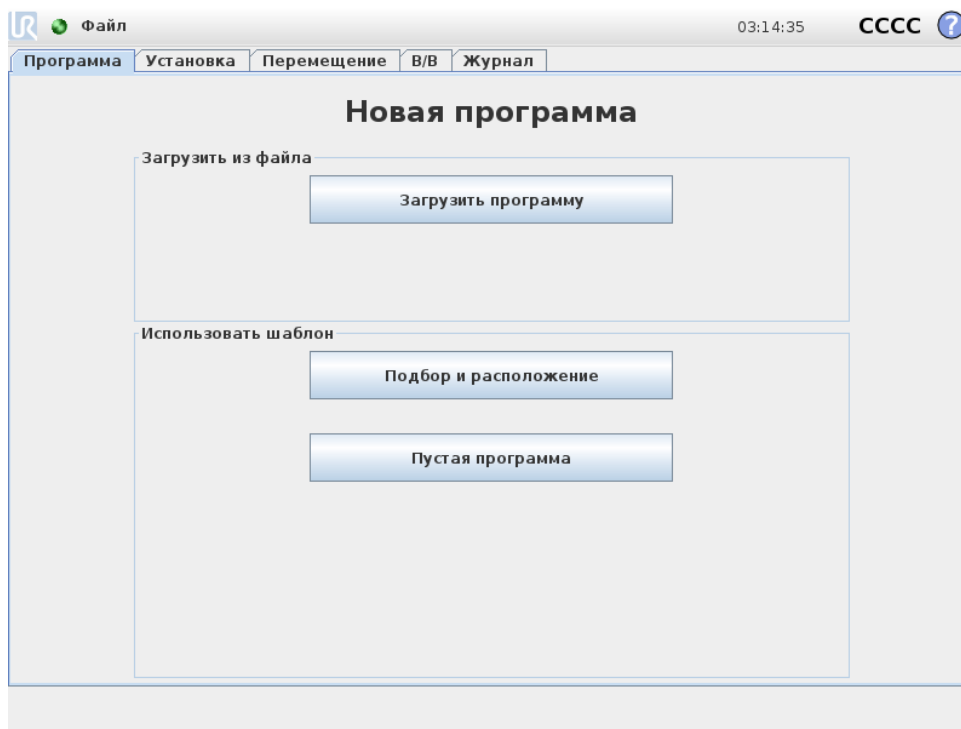 UR Файл 03:14:35 CCCC ?
Программа Установка Перемещение В/В Журнал
Новая программа
Загрузить из файла
Загрузить программу
Использовать шаблон
Подбор и расположение
Пустая программа